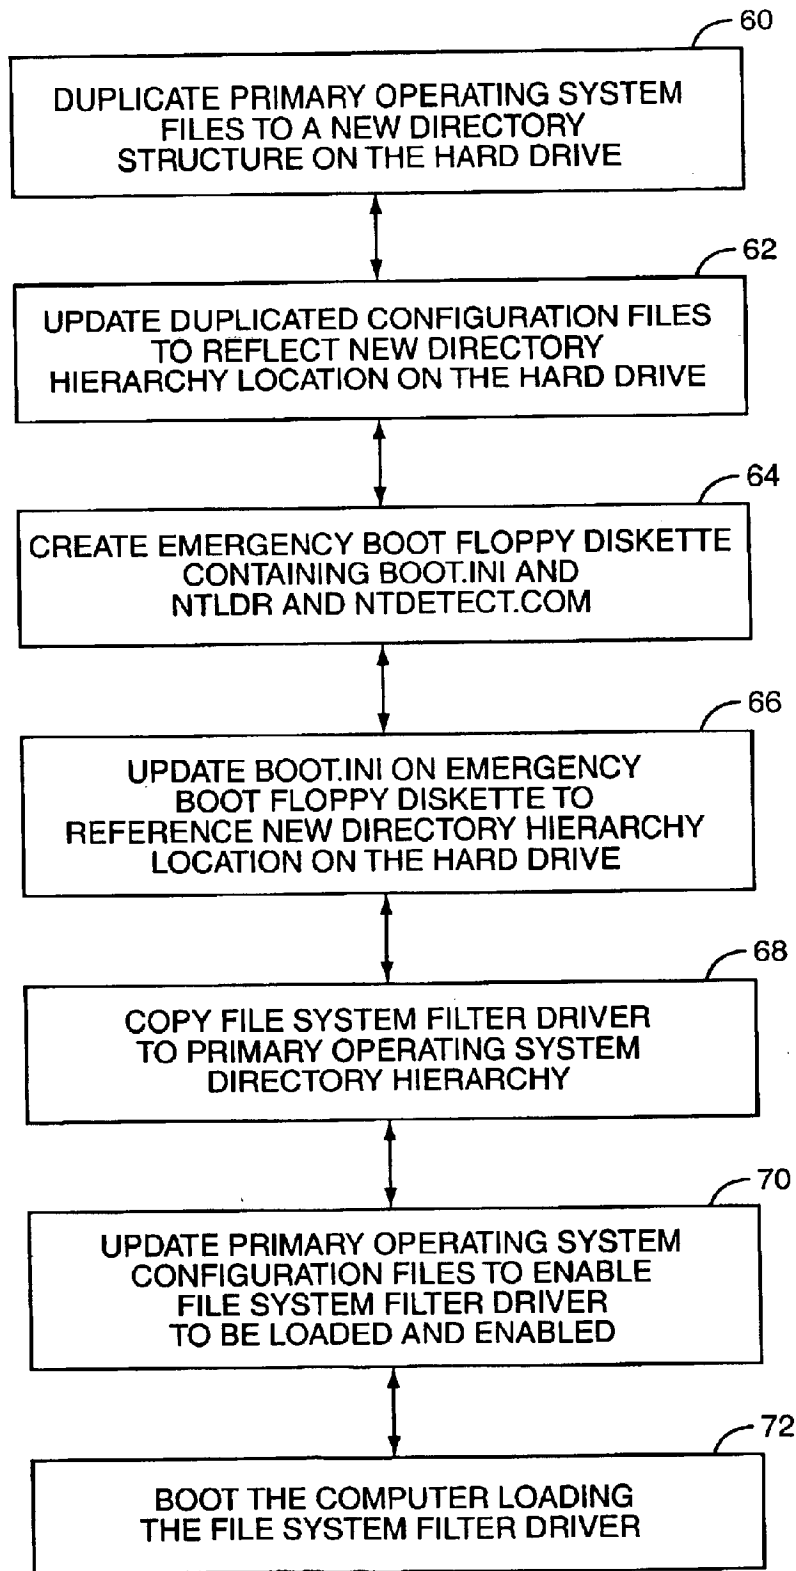 60
DUPLICATE PRIMARY OPERATING SYSTEM
FILES TO A NEW DIRECTORY
STRUCTURE ON THE HARD DRIVE
62
UPDATE DUPLICATED CONFIGURATION FILES
TO REFLECT NEW DIRECTORY
HIERARCHY LOCATION ON THE HARD DRIVE
64
CREATE EMERGENCY BOOT FLOPPY DISKETTE
CONTAINING BOOT.INI AND
NTLDR AND NTDETECT.COM
66
UPDATE BOOT.INI ON EMERGENCY
BOOT FLOPPY DISKETTE TO
REFERENCE NEW DIRECTORY HIERARCHY
LOCATION ON THE HARD DRIVE
68
COPY FILE SYSTEM FILTER DRIVER
TO PRIMARY OPERATING SYSTEM
DIRECTORY HIERARCHY
70
UPDATE PRIMARY OPERATING SYSTEM
CONFIGURATION FILES TO ENABLE
FILE SYSTEM FILTER DRIVER
TO BE LOADED AND ENABLED
72
BOOT THE COMPUTER LOADING
THE FILE SYSTEM FILTER DRIVER